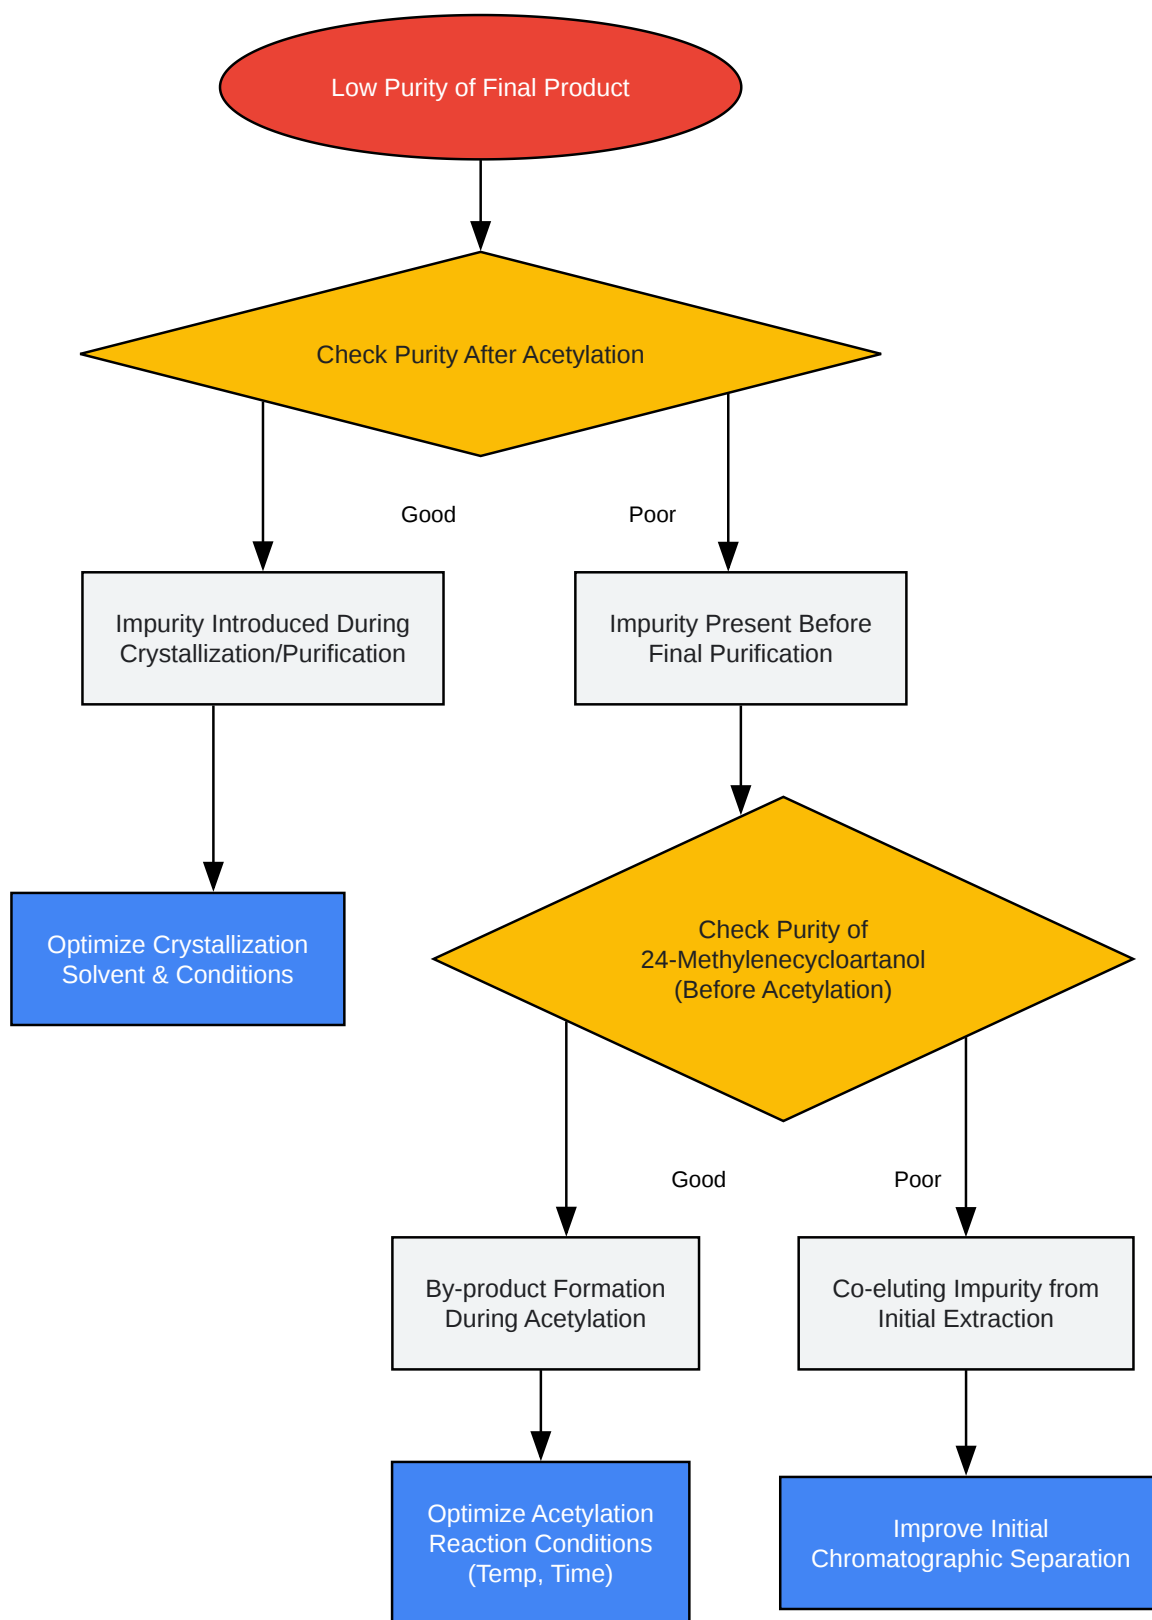 Low Purity of Final Product
Check Purity After Acetylation
Good
Poor
Impurity Introduced During
Crystallization/Purification
Impurity Present Before
Final Purification
Optimize Crystallization
Solvent & Conditions
Check Purity of
24-Methylenecycloartanol
(Before Acetylation)
Good
Poor
By-product Formation
During Acetylation
Co-eluting Impurity from
Initial Extraction
Optimize Acetylation
Reaction Conditions
(Temp, Time)
Improve Initial
Chromatographic Separation